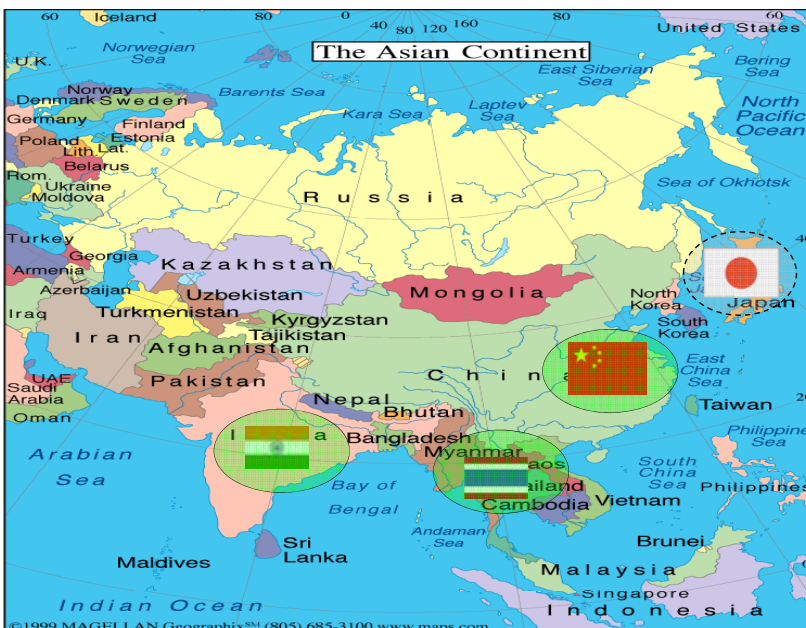 60
Iceland
80
0
40
80
120
160
80
60
United States
The Asian Continent
Norwegian
Sea
Bering
Sea
U.K.
East Siberian
Sea
Barents Sea
Norway
Denmark
Sweden
Kara Sea
Laptev
Sea
North
Pacific
Ocean
Germany
Finland
Estonia
Poland
Lith.
Lat.
Belarus
Rom.
Ukraine
Moldova
Russia
Sea of Okhotsk
Turkey
Georgia
Armenia
Azerbaijan
Kazakhstan
Uzbekistan
Mongolia
North
Korea
Japan
Iraq
Turkmenistan
Kyrgyzstan
Tajikistan
South
Korea
Iran
Afghanistan
East
China
Sea
UAE
Saudi
Arabia
Pakistan
China
Oman
Nepal
Bhutan
Taiwan
20
Bangladesh
Myanmar
Philippine
Sea
Arabian
Sea
South
China
Sea
Bay of
Bengal
Cambodia
Vietnam
Philippines
Andaman
Sea
Sri
Lanka
Brunei
Maldives
Malaysia
Singapore
Indian Ocean
Indonesia
©1999 MAGELLAN Geographix℠ (805) 685-3100 www.maps.com